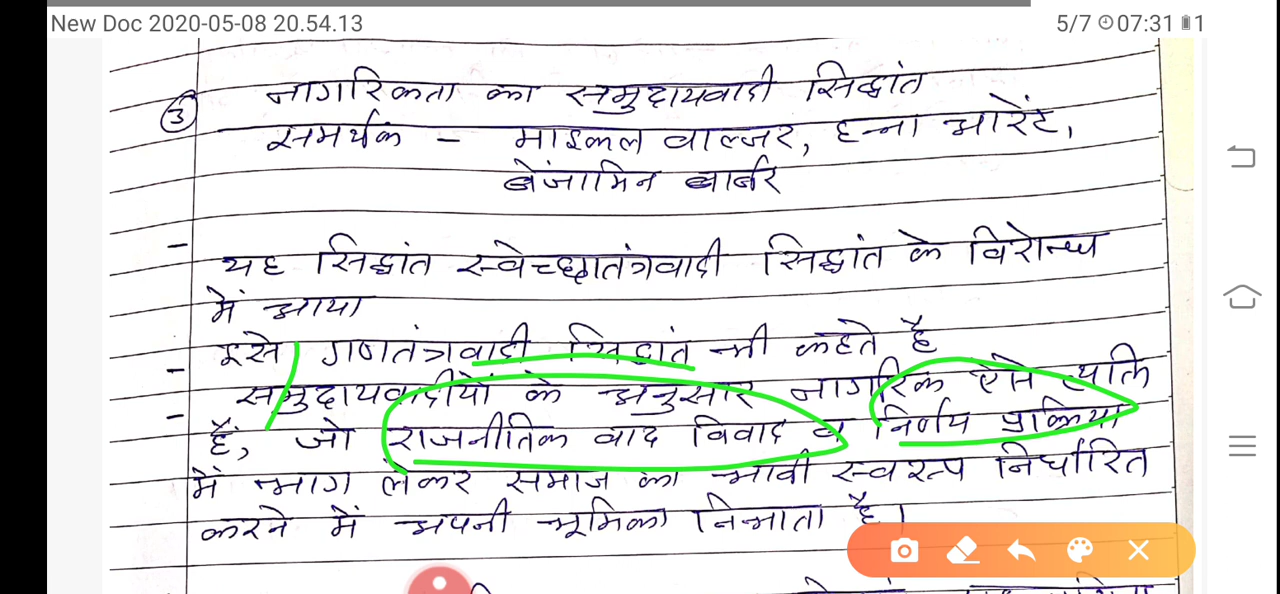 New Doc 2020-05-08 20.54.13
5/7 07:31 1
③ नागरिकता का समुदायवादी सिद्धांत
समर्थक - माइकल वाल्जर, हन्ना आरेंट,
बेंजामिन बार्बर
- यह सिद्धांत स्वेच्छातंत्रवादी सिद्धांत के विरोध
में आया
- इसे गणतंत्रवादी सिद्धांत भी कहते है
- समुदायवादीयों के अनुसार नागरिक ऐसे व्यक्ति
हैं, जो राजनीतिक वाद विवाद व निर्णय प्रक्रिया
में भाग लेकर समाज का भावी स्वरूप निर्धारित
करने में अपनी भूमिका निभाता है।